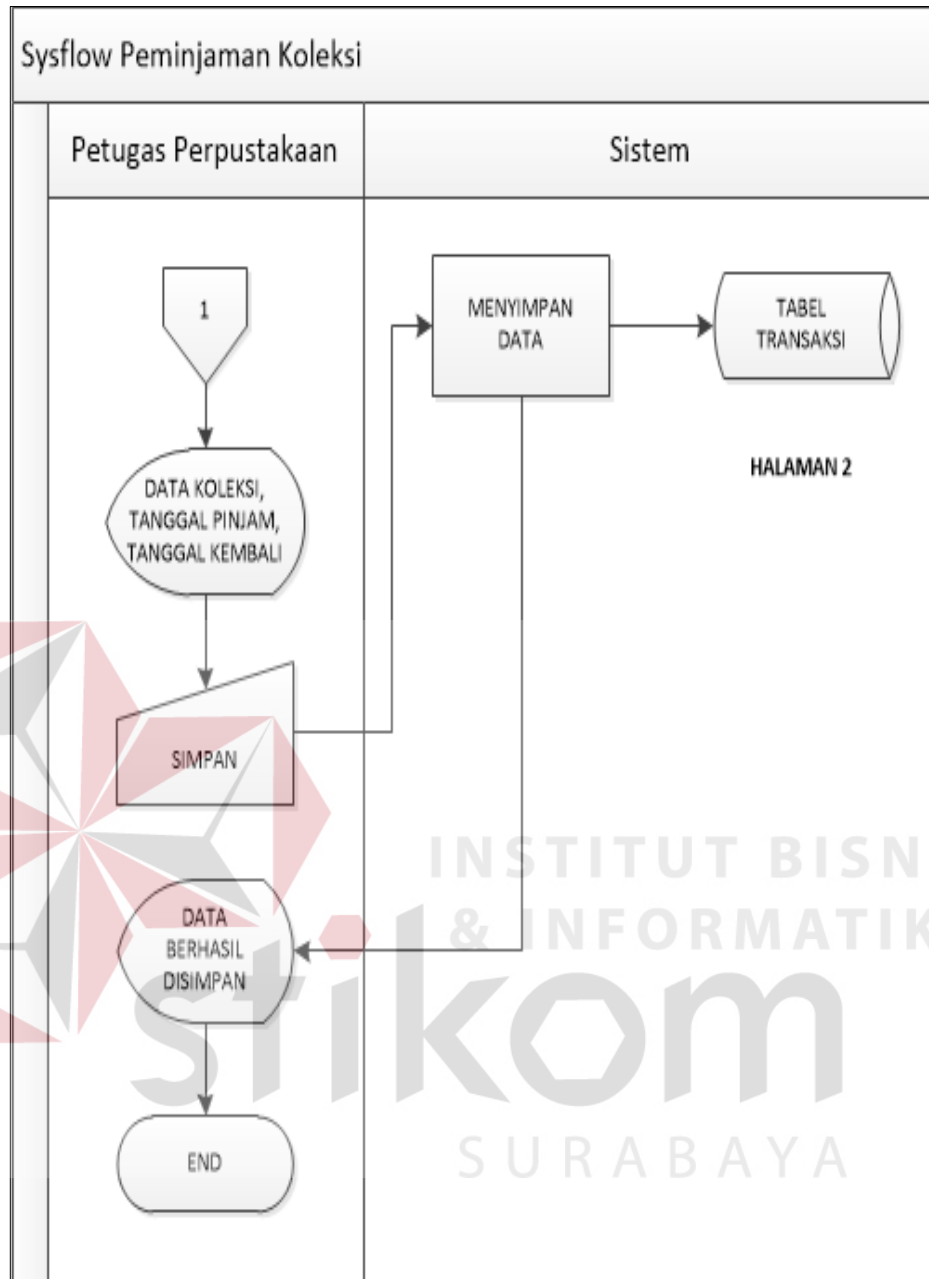 Sysflow Peminjaman Koleksi
Petugas Perpustakaan
Sistem
1
MENYIMPAN
DATA
TABEL
TRANSAKSI
HALAMAN 2
DATA KOLEKSI,
TANGGAL PINJAM,
TANGGAL KEMBALI
SIMPAN
DATA
BERHASIL
DISIMPAN
END
INSTITUT BISN
& INFORMATIK
stikom
SURABAYA